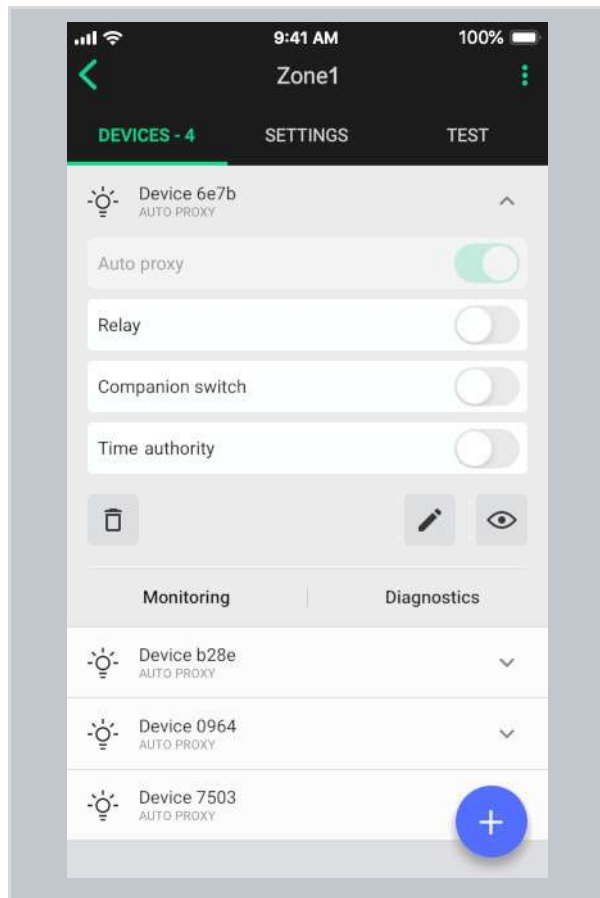 9:41 AM
100%
Zone1
DEVICES - 4
SETTINGS
TEST
Device 6e7b
AUTO PROXY
Auto proxy
Relay
Companion switch
Time authority
Monitoring
Diagnostics
Device b28e
AUTO PROXY
Device 0964
AUTO PROXY
Device 7503
AUTO PROXY